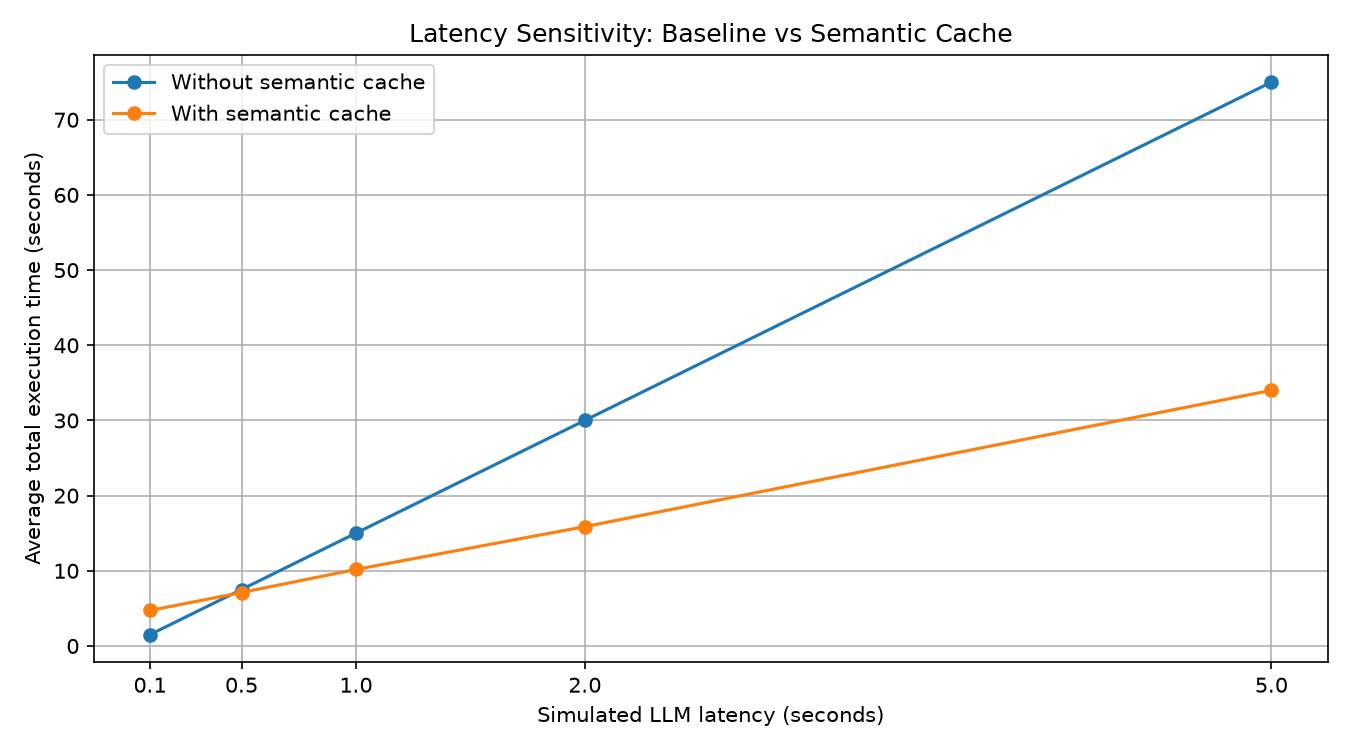 Latency Sensitivity: Baseline vs Semantic Cache
Without semantic cache
With semantic cache
Average total execution time (seconds)
70
60
50
40
30
20
10
0
0.1 0.5 1.0 2.0 5.0
Simulated LLM latency (seconds)